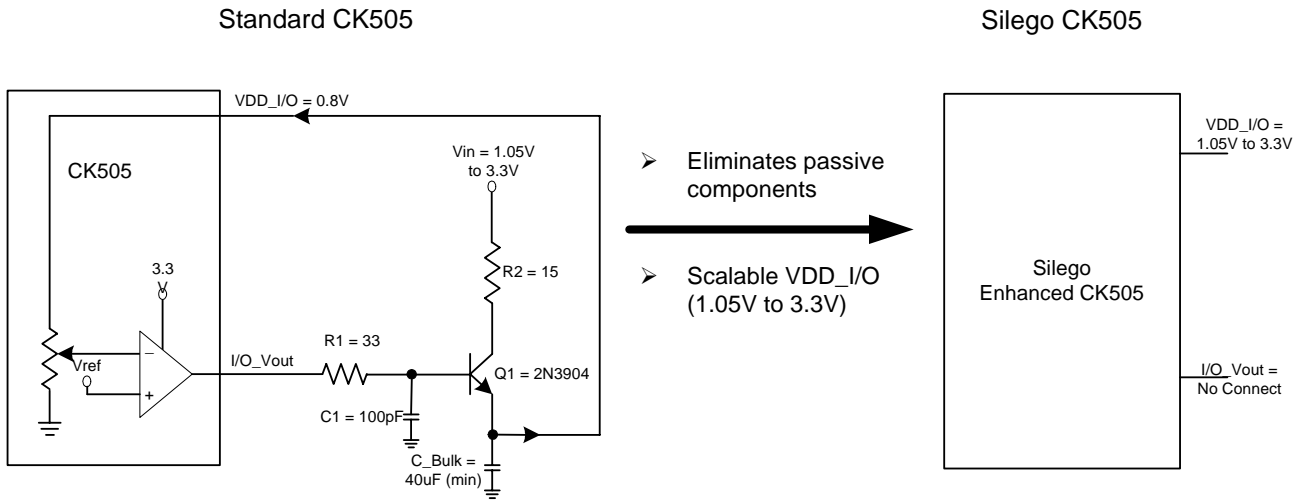 Standard CK505
Silego CK505
VDD_I/O = 0.8V
CK505
Vin = 1.05V
to 3.3V
R2 = 15
3.3
V
Vref
−
+
I/O_Vout
R1 = 33
C1 = 100pF
Q1 = 2N3904
C_Bulk =
40uF (min)
➢ Eliminates passive
components
➢ Scalable VDD_I/O
(1.05V to 3.3V)
VDD_I/O =
1.05V to 3.3V
Silego
Enhanced CK505
I/O_Vout =
No Connect